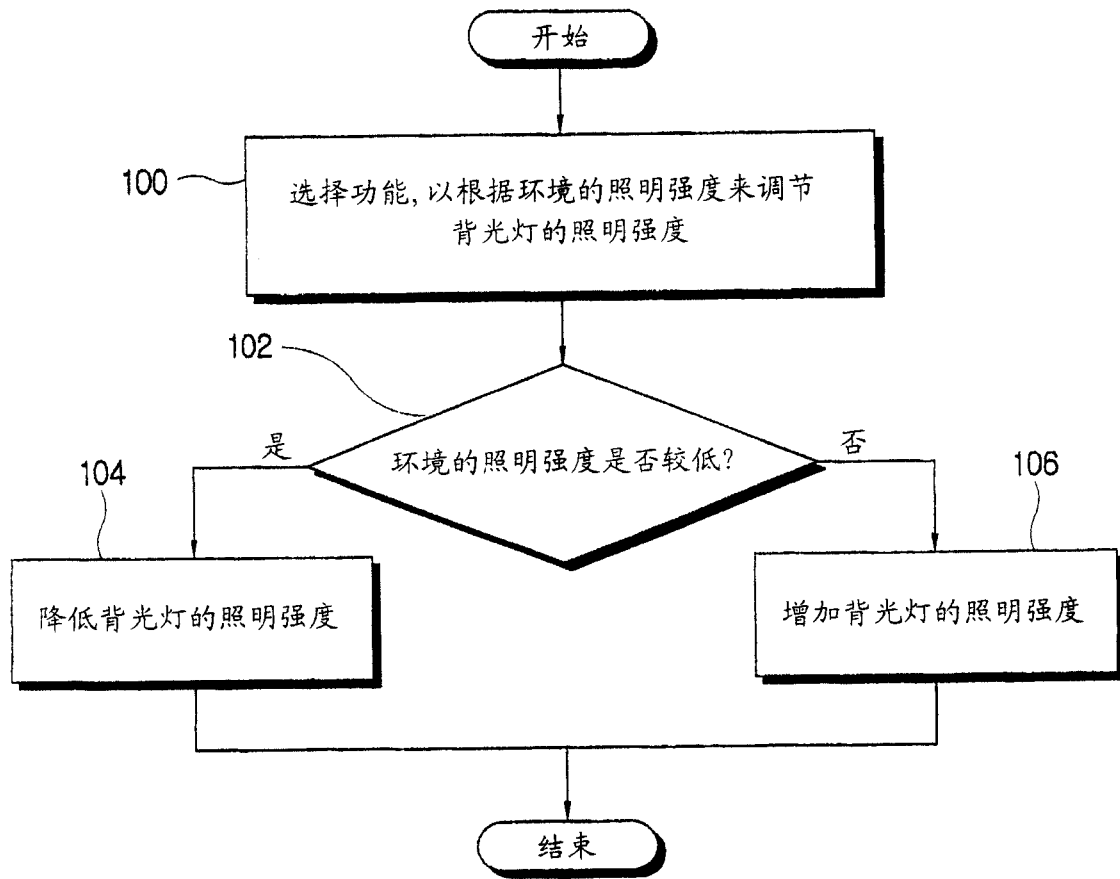 开始
100
选择功能,以根据环境的照明强度来调节
背光灯的照明强度
102
环境的照明强度是否较低?
是
否
104
106
降低背光灯的照明强度
增加背光灯的照明强度
结束